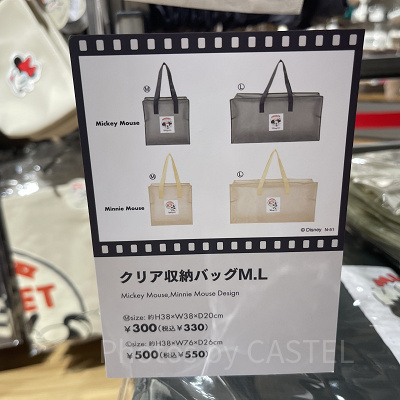 Ⓜ Ⓛ
Mickey Mouse
Ⓜ Ⓛ
Minnie Mouse
© Disney N-51
クリア収納バッグM.L
Mickey Mouse,Minnie Mouse Design
Ⓜsize: 約H38×W38×D20cm
¥300(税込¥330)
Ⓛsize: 約H38×W76×D26cm
¥500(税込¥550)
Photo by CASTEL